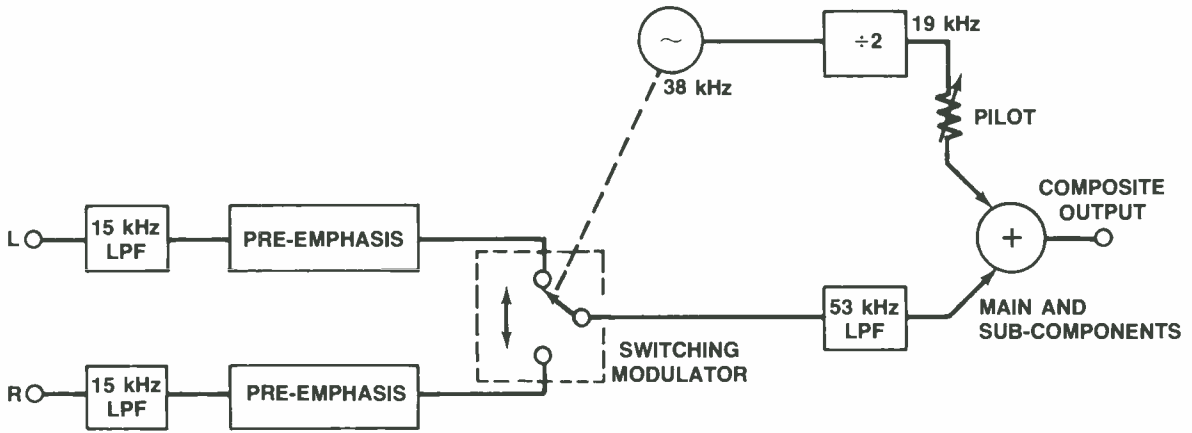 ~
38 kHz
÷2
19 kHz
PILOT
COMPOSITE
OUTPUT
+
L
15 kHz
LPF
PRE-EMPHASIS
53 kHz
LPF
MAIN AND
SUB-COMPONENTS
SWITCHING
MODULATOR
R
15 kHz
LPF
PRE-EMPHASIS